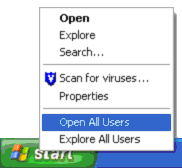 Open
Explore
Search...
Scan for viruses...
Properties
Open All Users
Explore All Users
start